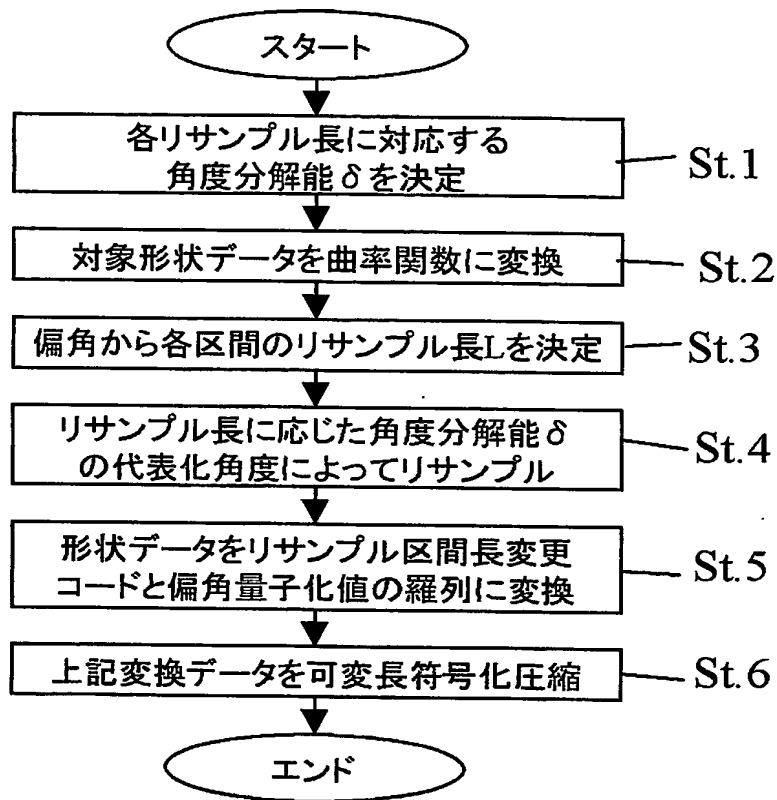 スタート
各リサンプル長に対応する
角度分解能δを決定
St.1
対象形状データを曲率関数に変換
St.2
偏角から各区間のリサンプル長Lを決定
St.3
リサンプル長に応じた角度分解能δ
の代表化角度によってリサンプル
St.4
形状データをリサンプル区間長変更
コードと偏角量子化値の羅列に変換
St.5
上記変換データを可変長符号化圧縮
St.6
エンド